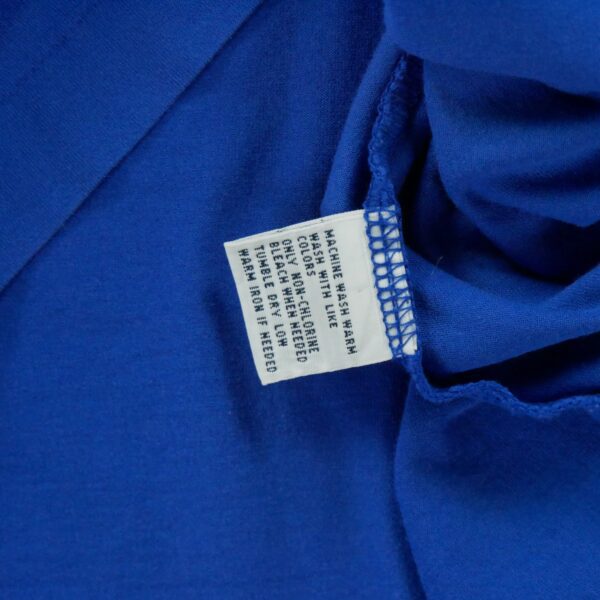 MACHINE WASH WARM
WASH WITH LIKE
COLORS
ONLY NON-CHLORINE
BLEACH WHEN NEEDED
TUMBLE DRY LOW
WARM IRON IF NEEDED